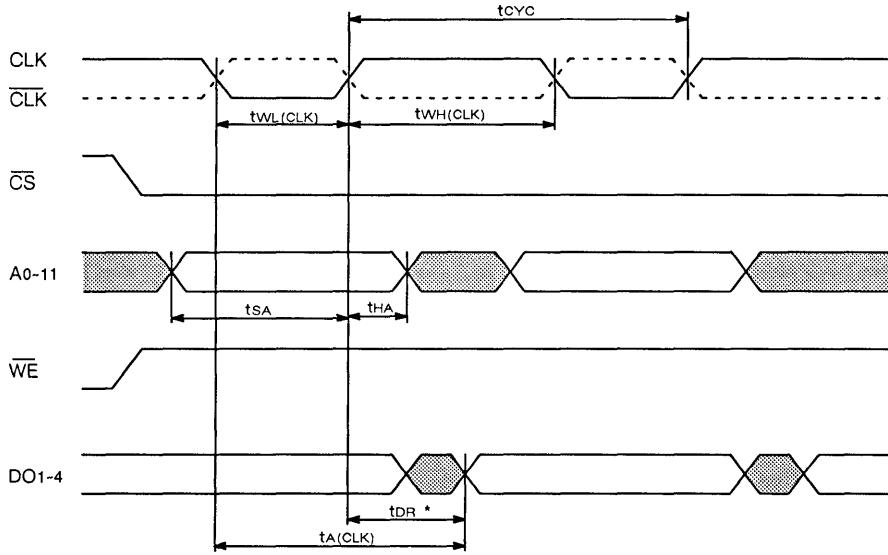 tCYC
CLK
CLK
tWL(CLK) tWH(CLK)
CS
A0~11
tSA tHA
WE
DO1~4
tDR *
tA(CLK)